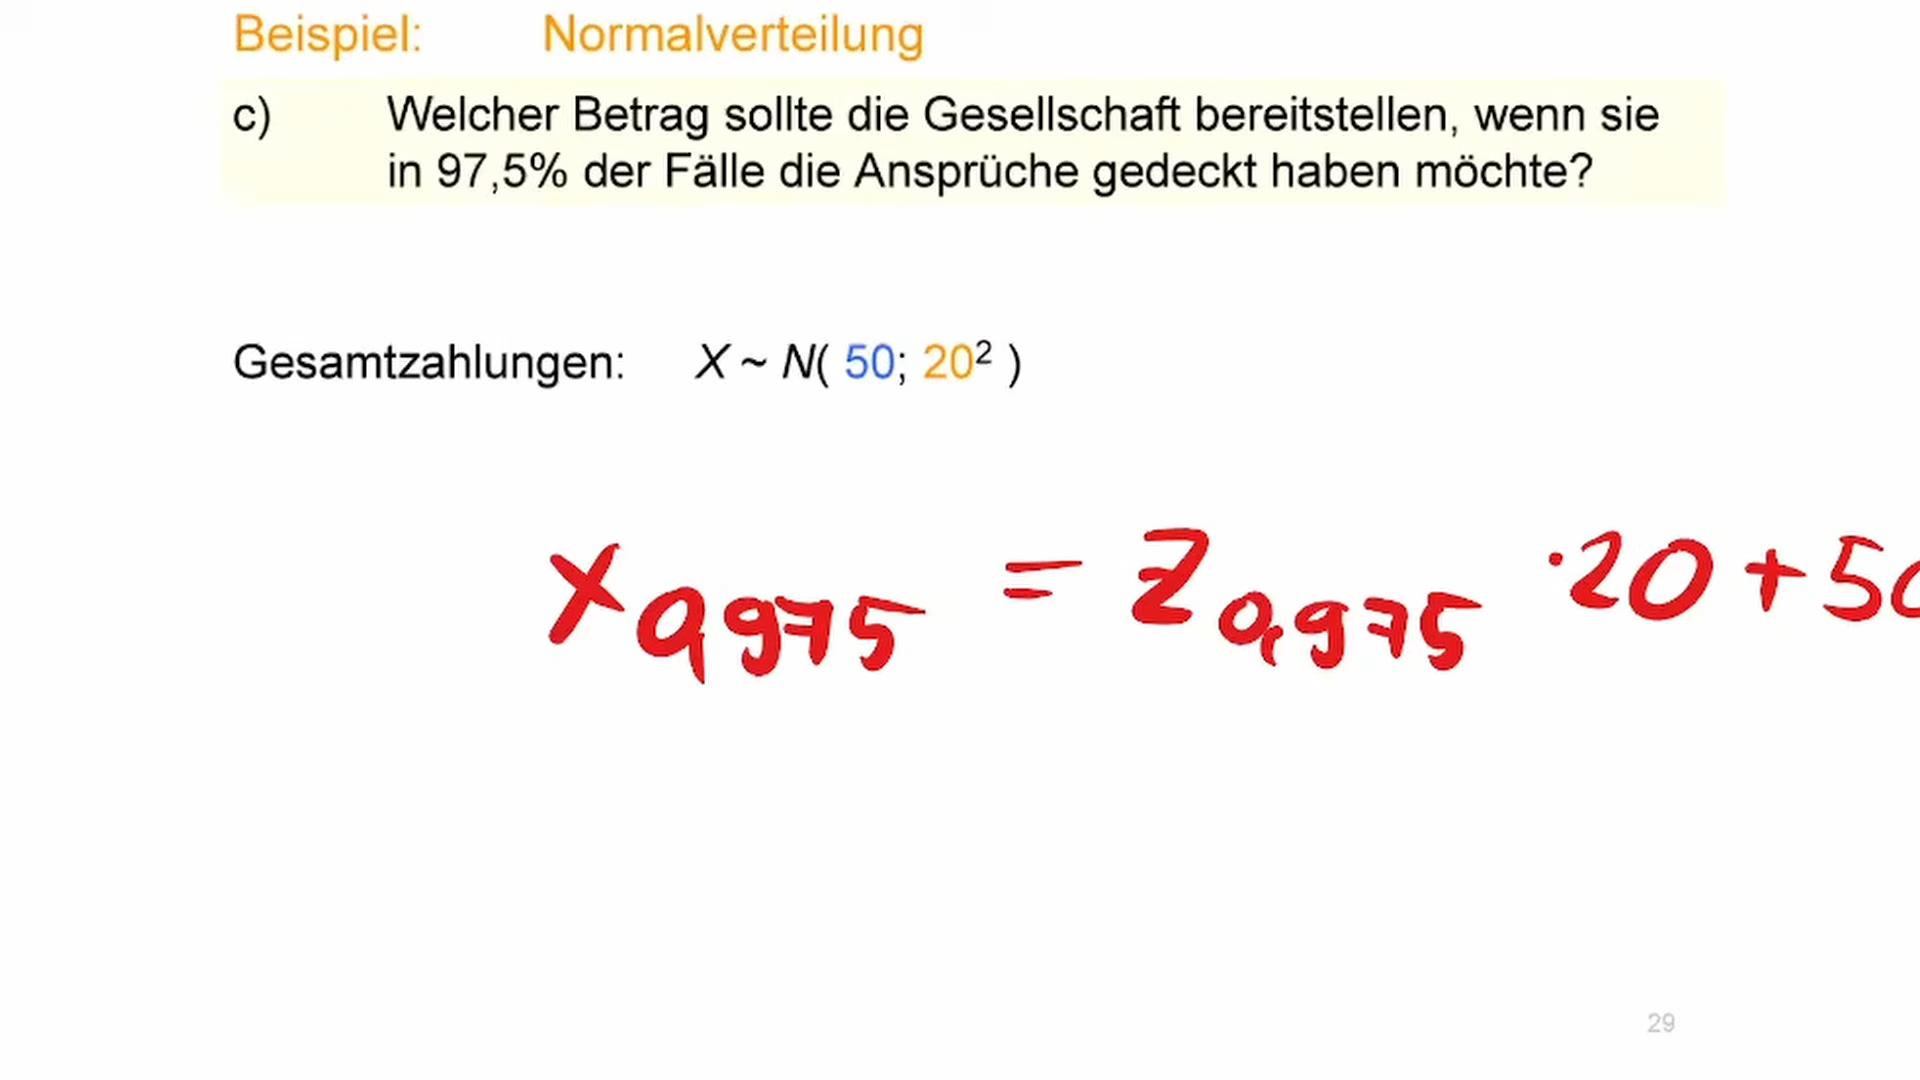 Beispiel: Normalverteilung
c) Welcher Betrag sollte die Gesellschaft bereitstellen, wenn sie
in 97,5% der Fälle die Ansprüche gedeckt haben möchte?
Gesamtzahlungen: X ~ N( 50; 20² )
x0,975 = z0,975 · 20 + 50
29